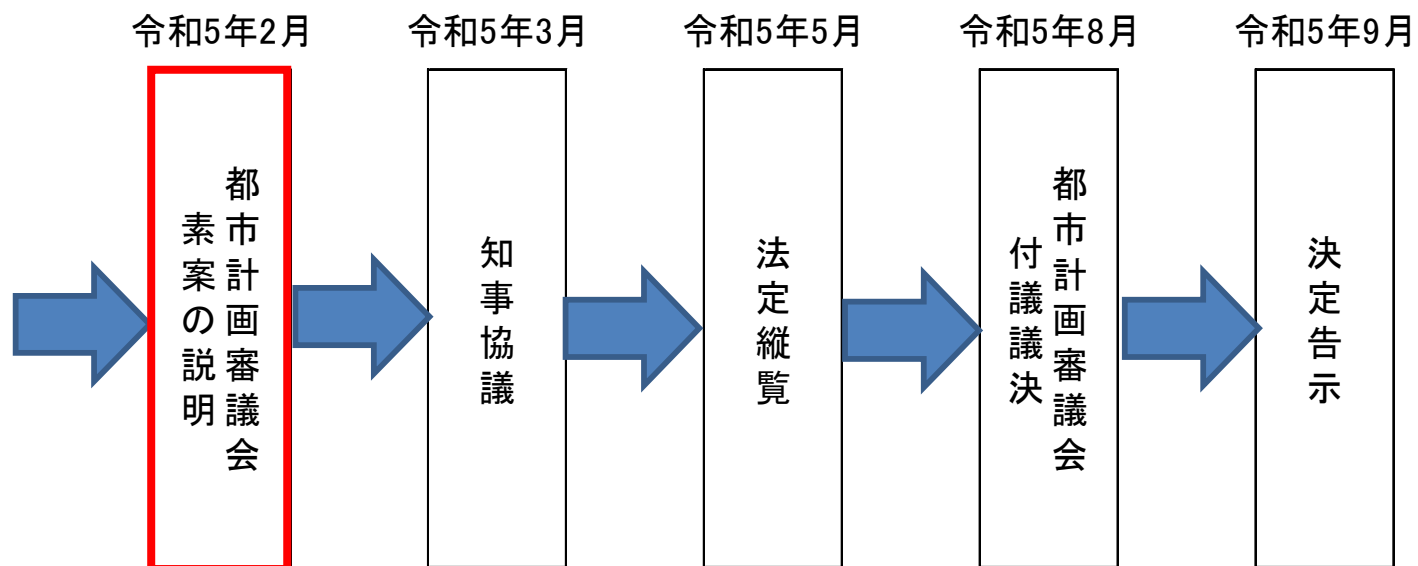 令和5年2月
令和5年3月
令和5年5月
令和5年8月
令和5年9月
都市計画審議会
素案の説明
知事協議
法定縦覧
都市計画審議会
付議議決
決定告示